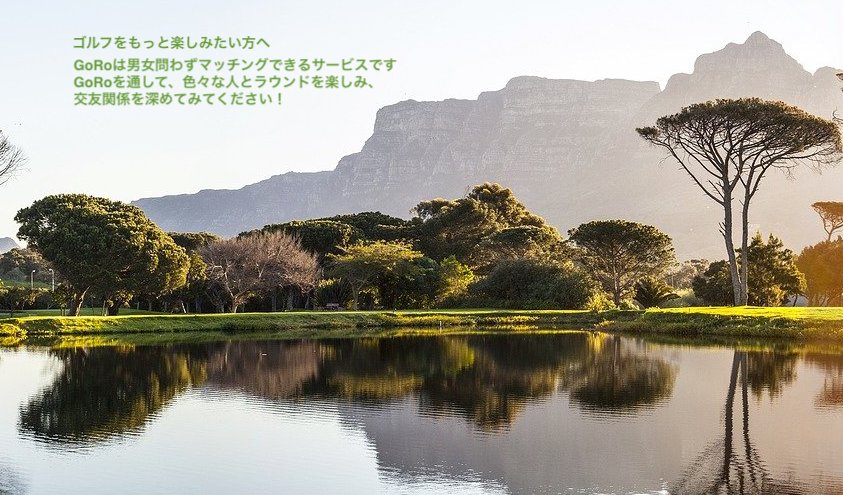 ゴルフをもっと楽しみたい方へ
GoRoは男女問わずマッチングできるサービスです
GoRoを通して、色々な人とラウンドを楽しみ、
交友関係を深めてみてください！